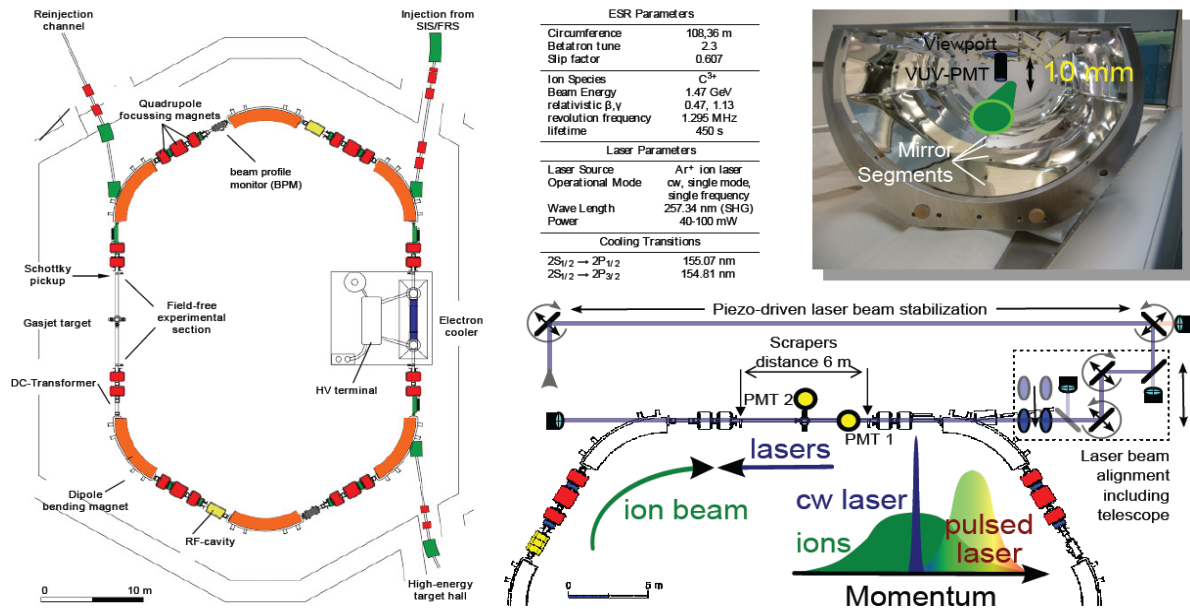 Reinjection
channel
Injection from
SIS/FRS
Quadrupole
focussing magnets
beam profile
monitor (BPM)
Schottky
pickup
Field-free
experimental
section
Gasjet target
Electron
cooler
HV terminal
DC-Transformer
Dipole
bending magnet
RF-cavity
High-energy
target hall
0 10 m
ESR Parameters
Circumference 108,36 m
Betatron tune 2.3
Slip factor 0.607
Ion Species C3+
Beam Energy 1.47 GeV
relativistic β,γ 0.47, 1.13
revolution frequency 1.295 MHz
lifetime 450 s
Laser Parameters
Laser Source Ar+ ion laser
Operational Mode cw, single mode,
single frequency
Wave Length 257.34 nm (SHG)
Power 40-100 mW
Cooling Transitions
2S1/2 → 2P1/2 155.07 nm
2S1/2 → 2P3/2 154.81 nm
Viewport
VUV-PMT
10 mm
Mirror
Segments
Piezo-driven laser beam stabilization
Scrapers
distance 6 m
PMT 2
PMT 1
lasers
ion beam
cw laser
ions
pulsed
laser
Momentum
Laser beam
alignment
including
telescope
0 5 m